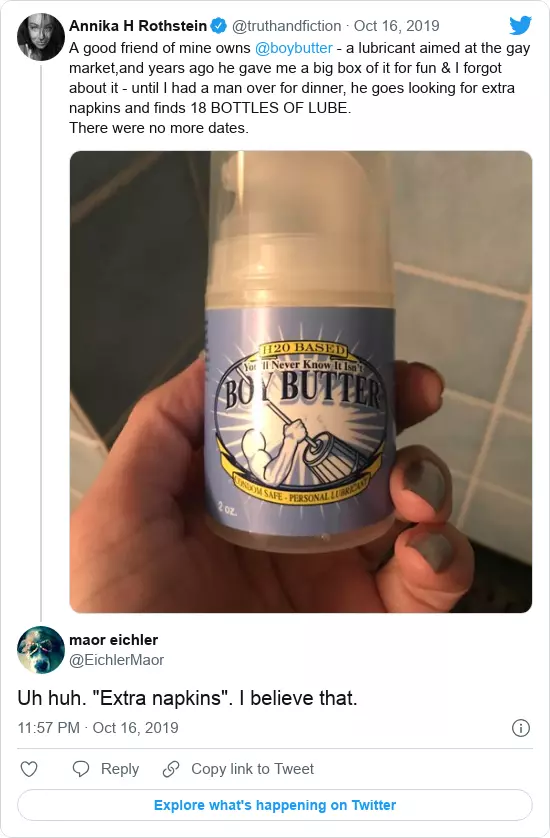 Annika H Rothstein @truthandfiction · Oct 16, 2019
A good friend of mine owns @boybutter - a lubricant aimed at the gay
market,and years ago he gave me a big box of it for fun & I forgot
about it - until I had a man over for dinner, he goes looking for extra
napkins and finds 18 BOTTLES OF LUBE.
There were no more dates.
H2O BASED
You'll Never Know It Isn't
BOY BUTTER
CONDOM SAFE - PERSONAL LUBRICANT
2 oz.
maor eichler
@EichlerMaor
Uh huh. "Extra napkins". I believe that.
11:57 PM · Oct 16, 2019
Reply
Copy link to Tweet
Explore what's happening on Twitter